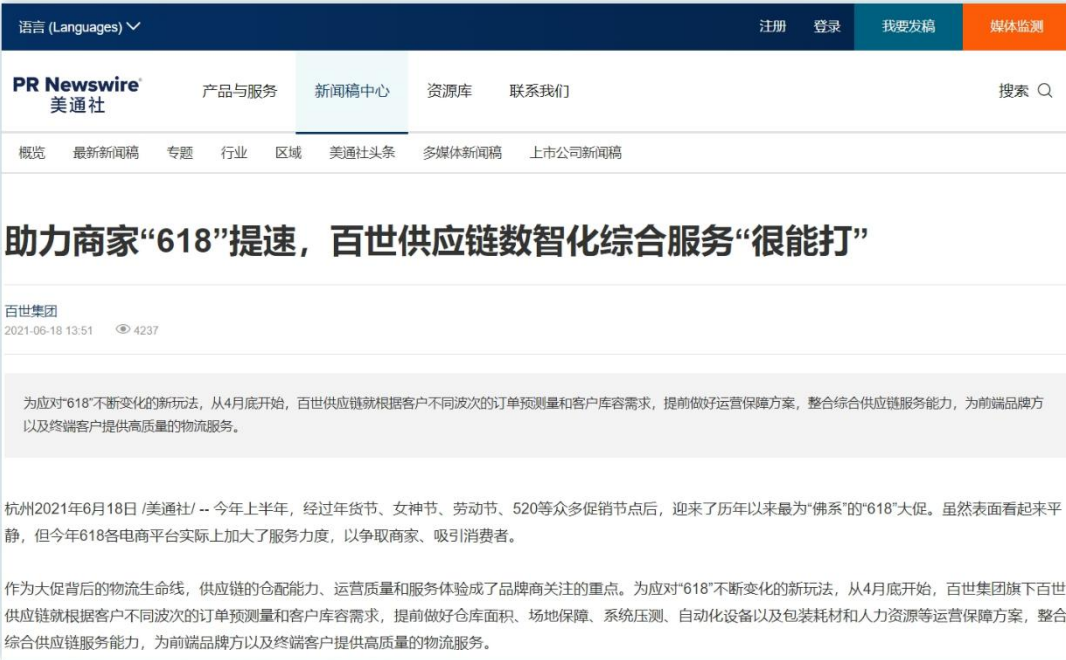 语言 (Languages)
注册 登录 我要发稿 媒体监测
PR Newswire
美通社
产品与服务 新闻稿中心 资源库 联系我们 搜索
概览 最新新闻稿 专题 行业 区域 美通社头条 多媒体新闻稿 上市公司新闻稿
助力商家“618”提速，百世供应链数智化综合服务“很能打”
百世集团
2021-06-18 13:51 4237
为应对“618”不断变化的新玩法，从4月底开始，百世供应链就根据客户不同波次的订单预测量和客户库容需求，提前做好运营保障方案，整合综合供应链服务能力，为前端品牌方
以及终端客户提供高质量的物流服务。
杭州2021年6月18日 /美通社/ -- 今年上半年，经过年货节、女神节、劳动节、520等众多促销节点后，迎来了历年以来最为“佛系”的“618”大促。虽然表面看起来平
静，但今年618各电商平台实际上加大了服务力度，以争取商家、吸引消费者。
作为大促背后的物流生命线，供应链的仓配能力、运营质量和服务体验成了品牌商关注的重点。为应对“618”不断变化的新玩法，从4月底开始，百世集团旗下百世
供应链就根据客户不同波次的订单预测量和客户库容需求，提前做好仓库面积、场地保障、系统压测、自动化设备以及包装耗材和人力资源等运营保障方案，整合
综合供应链服务能力，为前端品牌方以及终端客户提供高质量的物流服务。